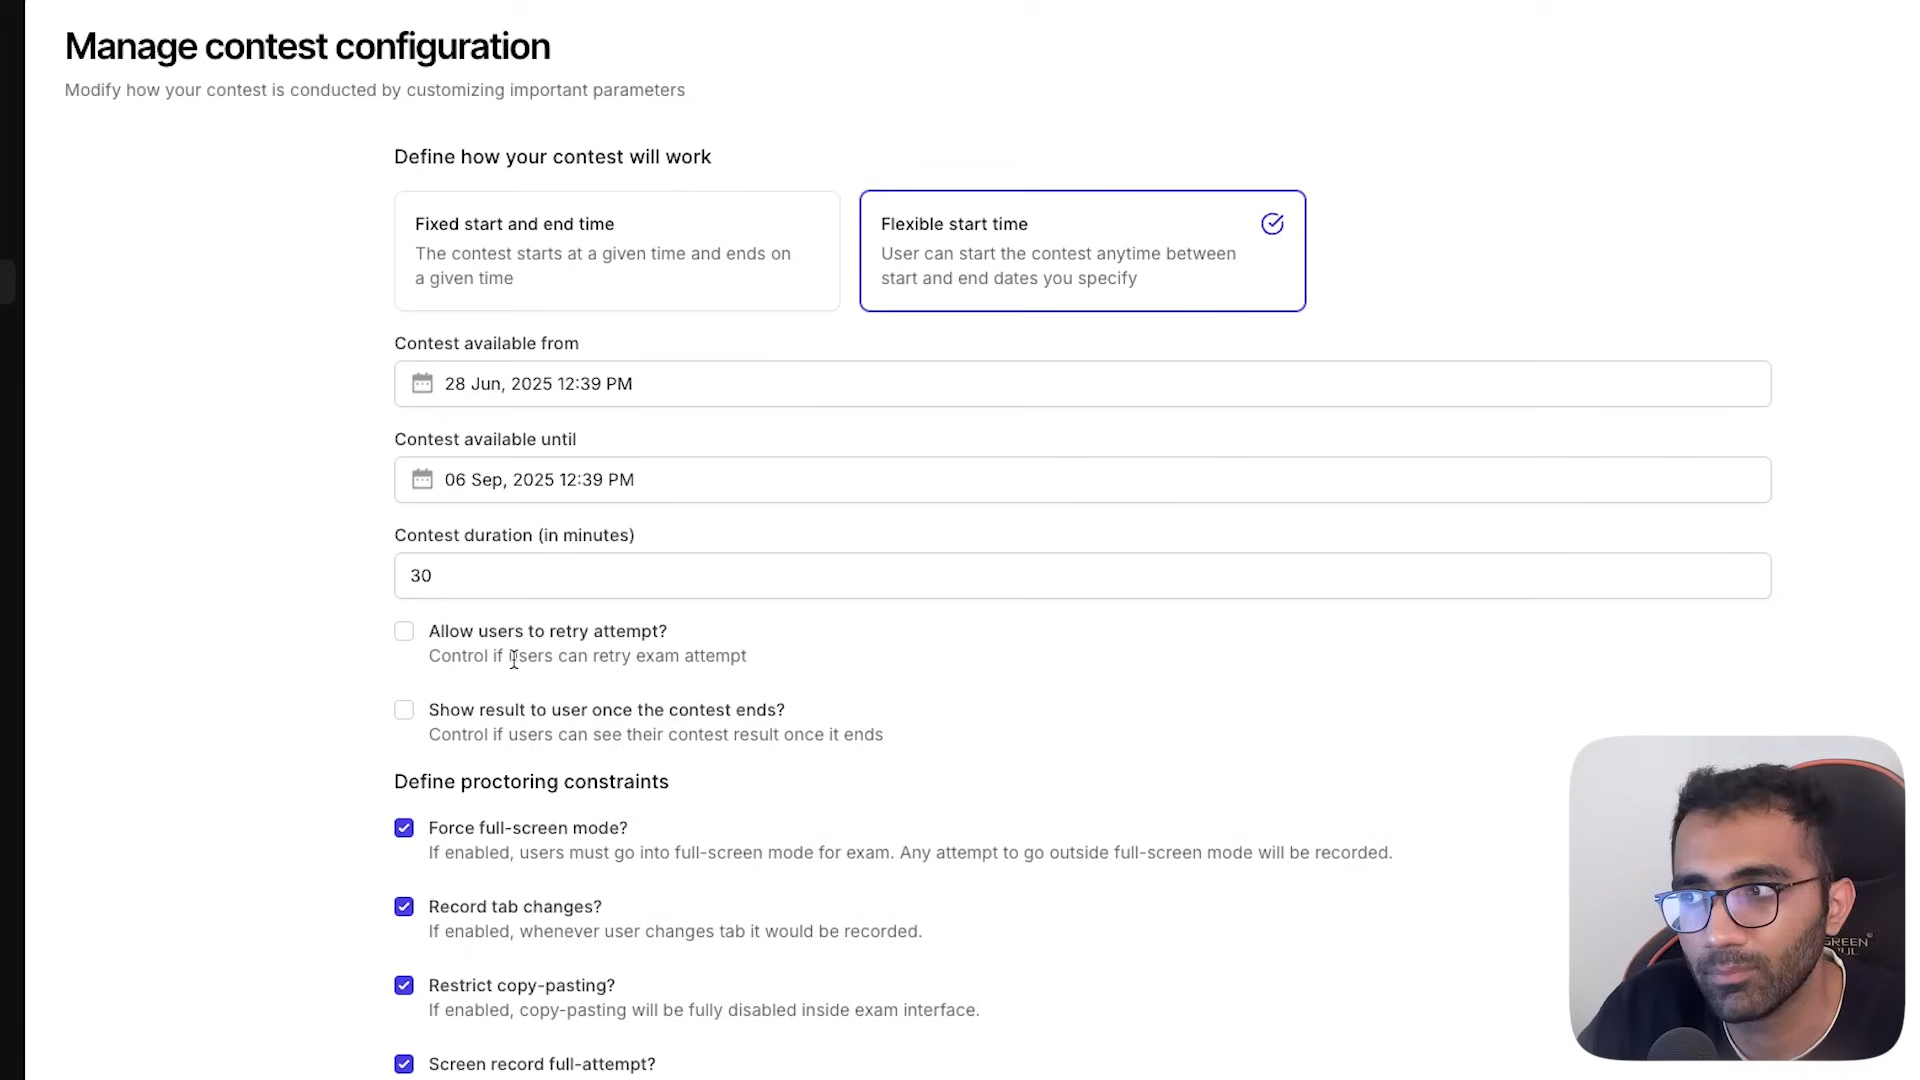 Manage contest configuration
Modify how your contest is conducted by customizing important parameters
Define how your contest will work
Fixed start and end time
The contest starts at a given time and ends on
a given time
Flexible start time
User can start the contest anytime between
start and end dates you specify
Contest available from
28 Jun, 2025 12:39 PM
Contest available until
06 Sep, 2025 12:39 PM
Contest duration (in minutes)
30
Allow users to retry attempt?
Control if users can retry exam attempt
Show result to user once the contest ends?
Control if users can see their contest result once it ends
Define proctoring constraints
Force full-screen mode?
If enabled, users must go into full-screen mode for exam. Any attempt to go outside full-screen mode will be recorded.
Record tab changes?
If enabled, whenever user changes tab it would be recorded.
Restrict copy-pasting?
If enabled, copy-pasting will be fully disabled inside exam interface.
Screen record full-attempt?
GREEN